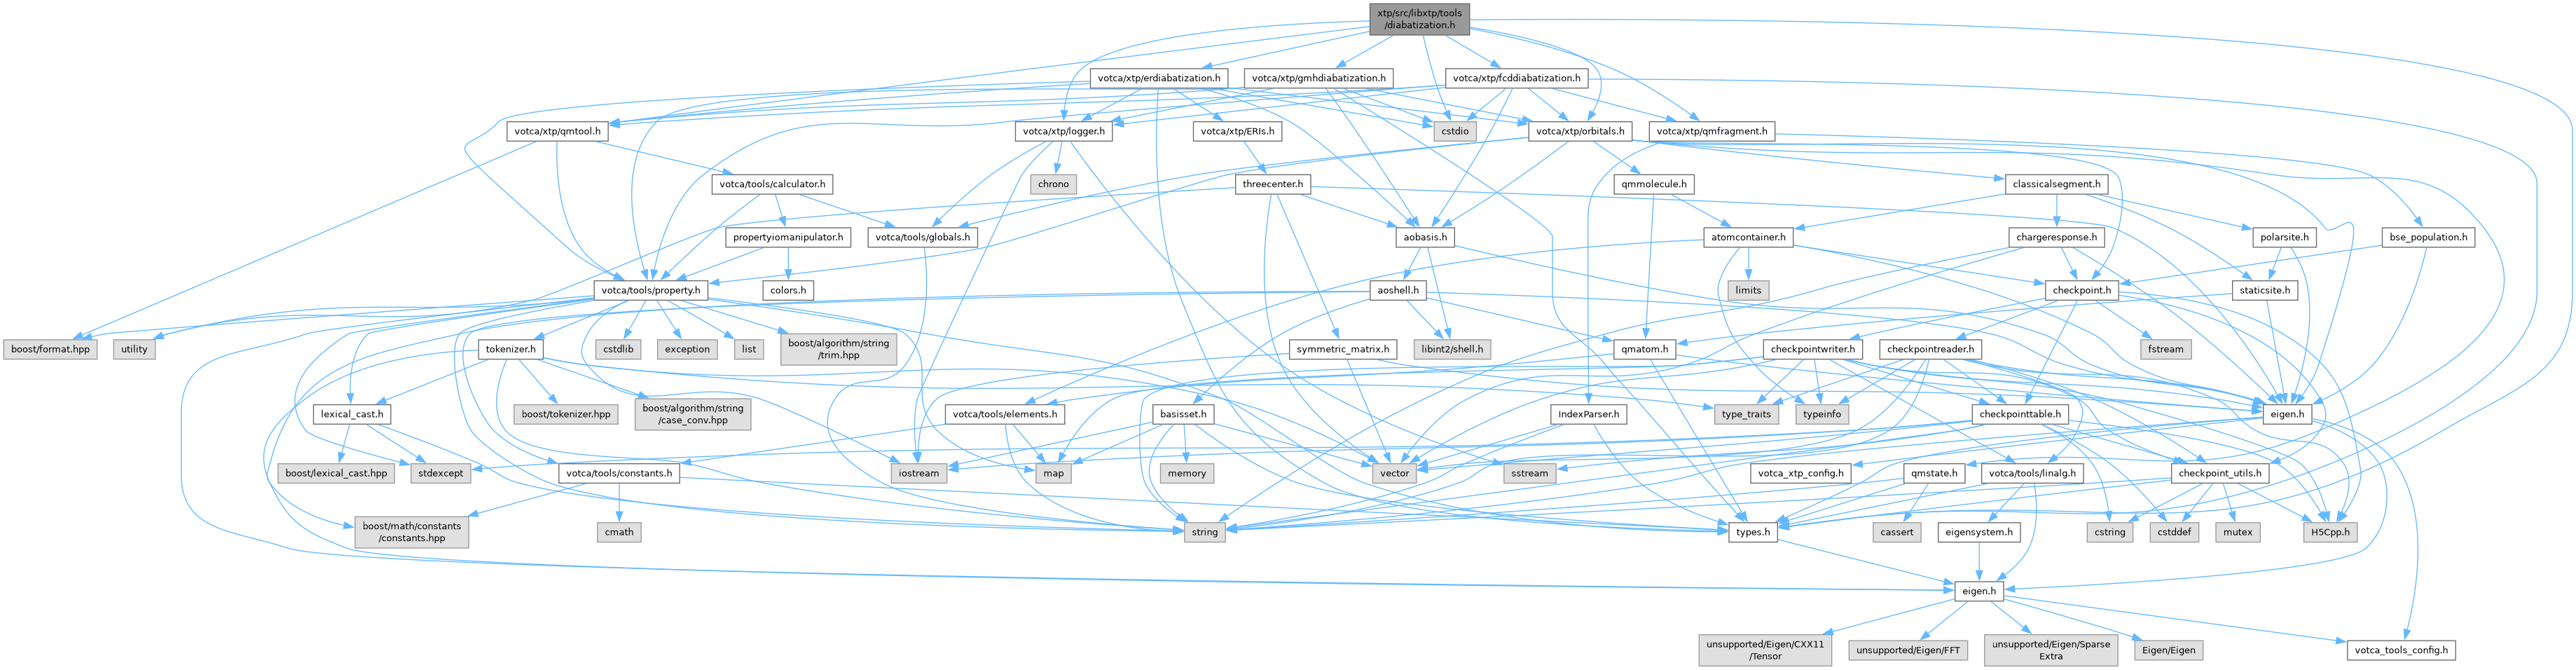 xtp/src/libxtp/tools
/diabatization.h
votca/xtp/erdiabatization.h
votca/xtp/gmhdiabatization.h
votca/xtp/fcddiabatization.h
votca/xtp/qmtool.h
votca/xtp/logger.h
votca/xtp/ERIs.h
cstdio
votca/xtp/orbitals.h
votca/xtp/qmfragment.h
votca/tools/calculator.h
chrono
threecenter.h
qmmolecule.h
classicalsegment.h
propertyiomanipulator.h
votca/tools/globals.h
aobasis.h
atomcontainer.h
chargeresponse.h
polarsite.h
bse_population.h
votca/tools/property.h
colors.h
aoshell.h
limits
checkpoint.h
staticsite.h
boost/format.hpp
utility
tokenizer.h
cstdlib
exception
list
boost/algorithm/string
/trim.hpp
symmetric_matrix.h
libint2/shell.h
qmatom.h
checkpointwriter.h
checkpointreader.h
fstream
lexical_cast.h
boost/tokenizer.hpp
boost/algorithm/string
/case_conv.hpp
votca/tools/elements.h
basisset.h
type_traits
typeinfo
IndexParser.h
checkpointtable.h
eigen.h
boost/lexical_cast.hpp
stdexcept
votca/tools/constants.h
iostream
map
memory
vector
sstream
votca_xtp_config.h
qmstate.h
votca/tools/linalg.h
checkpoint_utils.h
boost/math/constants
/constants.hpp
cmath
string
types.h
cassert
eigensystem.h
cstring
cstddef
mutex
H5Cpp.h
eigen.h
unsupported/Eigen/CXX11
/Tensor
unsupported/Eigen/FFT
unsupported/Eigen/Sparse
Extra
Eigen/Eigen
votca_tools_config.h